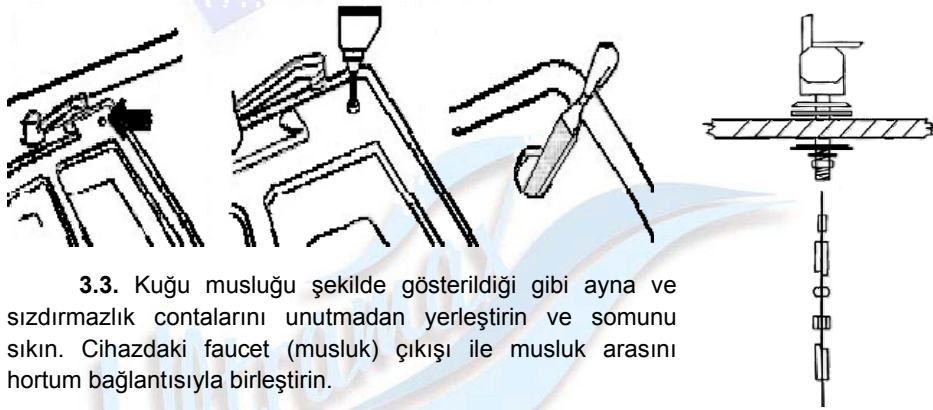 3.3. Kuğu musluğu şekilde gösterildiği gibi ayna ve
sızdırmazlık contalarını unutmadan yerleştirin ve somunu
sıkın. Cihazdaki faucet (musluk) çıkışı ile musluk arasını
hortum bağlantısıyla birleştirin.